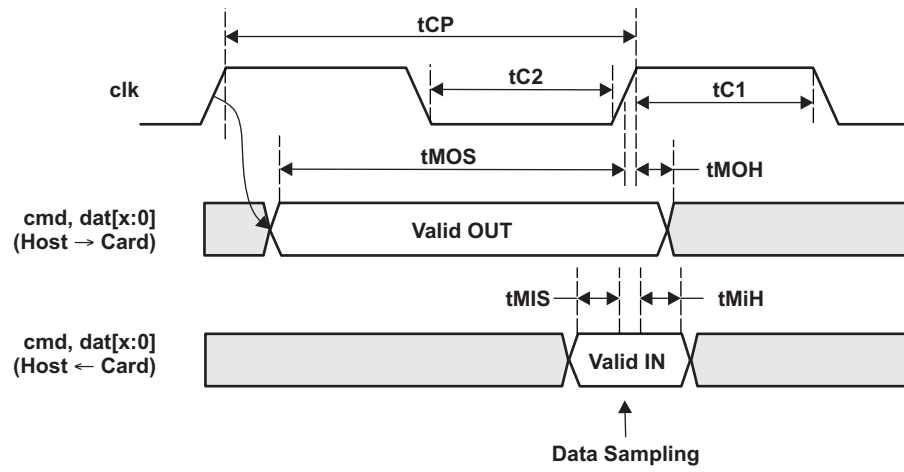 tCP
clk
tC2
tC1
tMOS
tMOH
cmd, dat[x:0]
(Host → Card)
Valid OUT
tMIS
tMiH
cmd, dat[x:0]
(Host ← Card)
Valid IN
Data Sampling